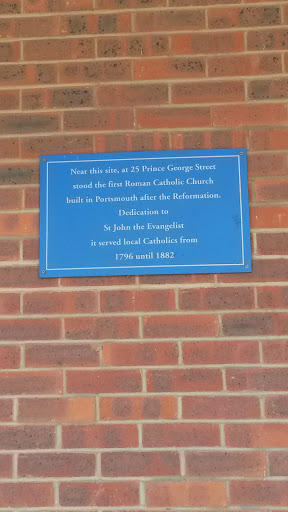 Near this site, at 25 Prince George Street
stood the first Roman Catholic Church
built in Portsmouth after the Reformation.
Dedication to
St John the Evangelist
it served local Catholics from
1796 until 1882